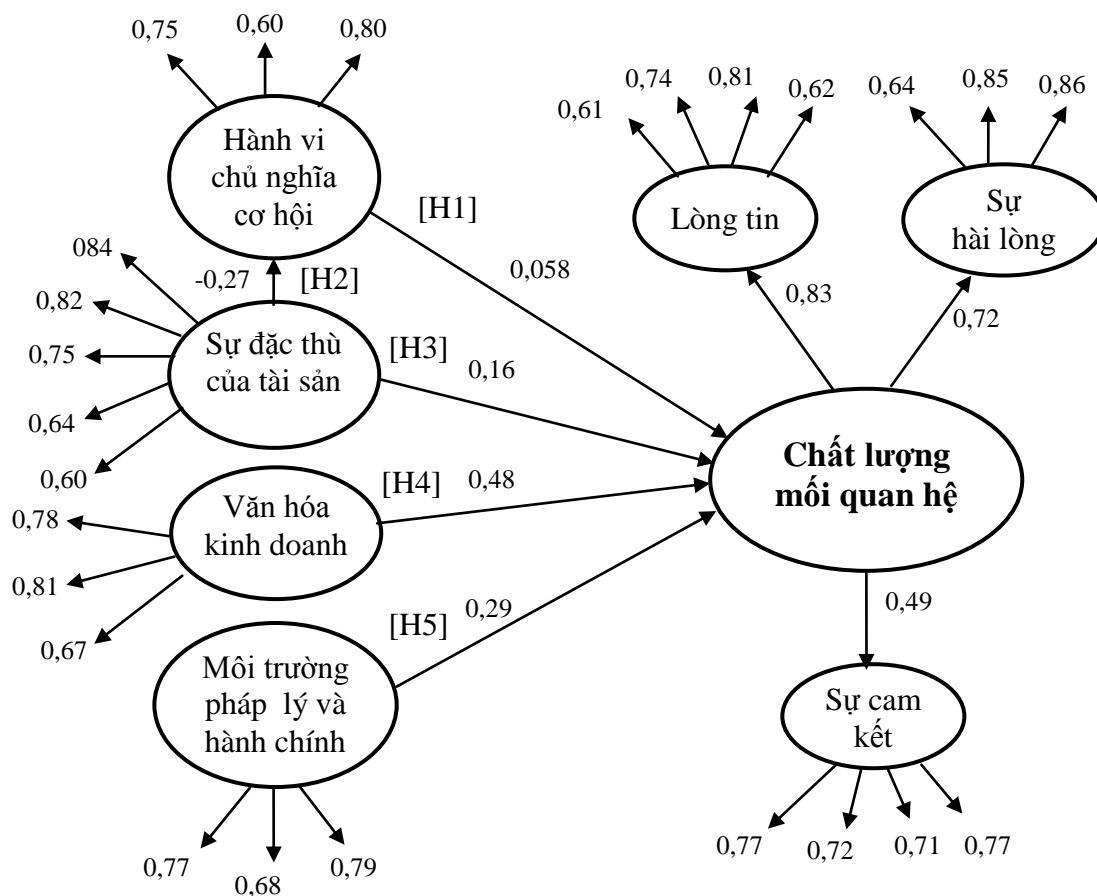 0,75
0,60
0,80
Hành vi
chủ nghĩa
cơ hội
0,61
0,74
0,81
0,62
0,64
0,85
0,86
Lòng tin
Sự
hài lòng
[H1]
0,058
084
0,82
0,75
0,64
0,60
-0,27
[H2]
Sự đặc thù
của tài sản
[H3]
0,16
0,83
0,72
Chất lượng
mối quan hệ
0,78
0,81
0,67
Văn hóa
kinh doanh
[H4]
0,48
[H5]
0,29
0,49
Môi trường
pháp lý và
hành chính
0,77
0,68
0,79
Sự cam
kết
0,77
0,72
0,71
0,77